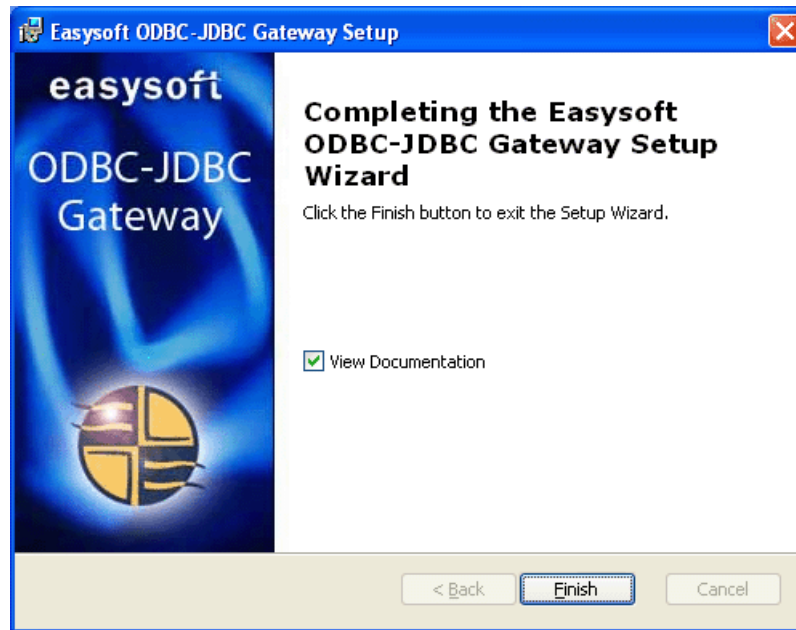 Easysoft ODBC-JDBC Gateway Setup
easysoft
ODBC-JDBC
Gateway
Completing the Easysoft
ODBC-JDBC Gateway Setup
Wizard
Click the Finish button to exit the Setup Wizard.
View Documentation
< Back
Finish
Cancel